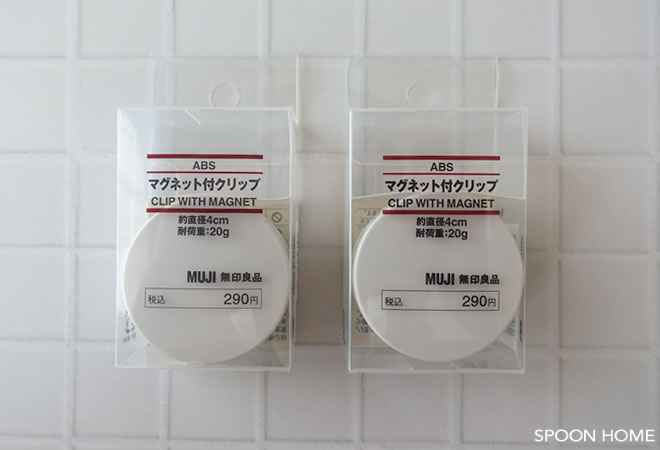 ABS
マグネット付クリップ
CLIP WITH MAGNET
約直径4cm
耐荷重:20g
MUJI 無印良品
税込 290円
ABS
マグネット付クリップ
CLIP WITH MAGNET
約直径4cm
耐荷重:20g
MUJI 無印良品
税込 290円
SPOON HOME